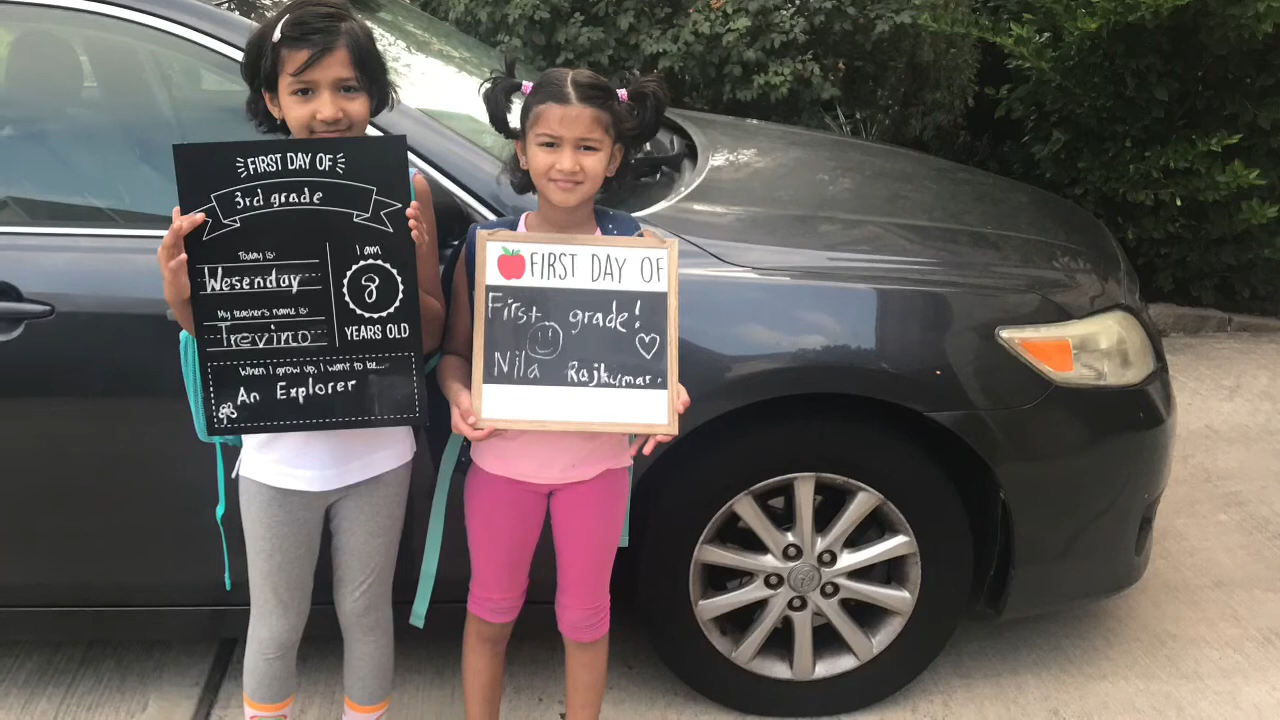 FIRST DAY OF
3rd grade
Today is:
Wesenday
My teacher's name is:
Trevino
I am
8
YEARS OLD
When I grow up, I want to be...
An Explorer
FIRST DAY OF
First grade!
Nila Rajkumar.